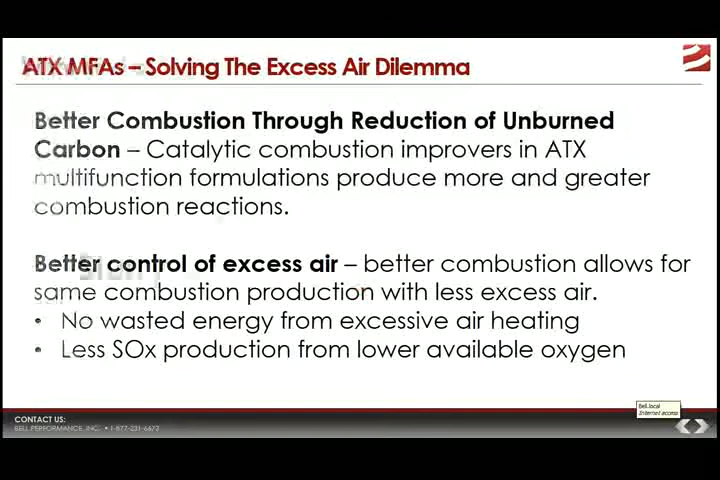 ATX MFAs – Solving The Excess Air Dilemma
Better Combustion Through Reduction of Unburned
Carbon – Catalytic combustion improvers in ATX
multifunction formulations produce more and greater
combustion reactions.
Better control of excess air – better combustion allows for
same combustion production with less excess air.
• No wasted energy from excessive air heating
• Less SOx production from lower available oxygen
Bell.local
Internet access
CONTACT US:
BELL PERFORMANCE, INC. • 1-877-231-6673